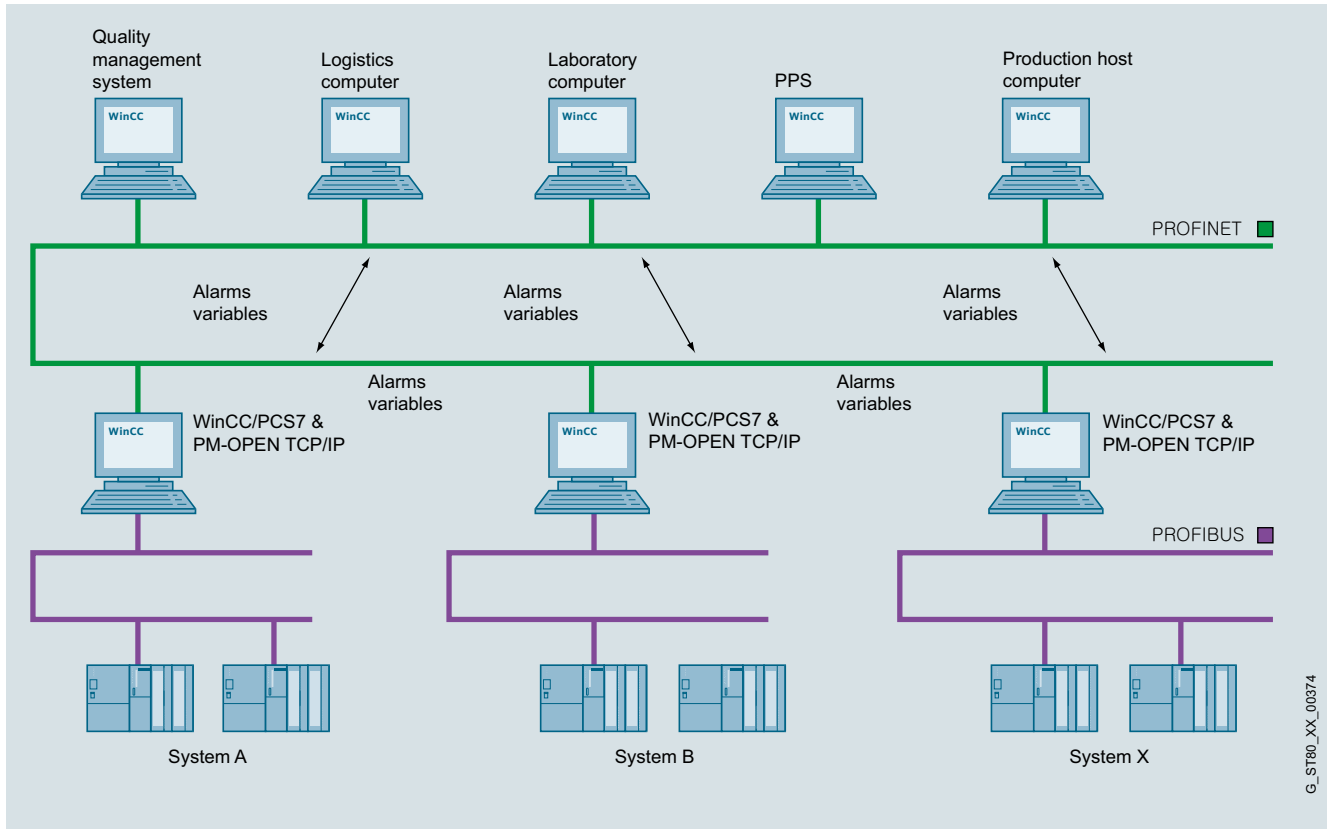 Quality
management
system
Logistics
computer
Laboratory
computer
PPS
Production host
computer
WinCC
WinCC
WinCC
WinCC
WinCC
PROFINET
Alarms
variables
Alarms
variables
Alarms
variables
Alarms
variables
Alarms
variables
WinCC
WinCC/PCS7 &
PM-OPEN TCP/IP
WinCC
WinCC/PCS7 &
PM-OPEN TCP/IP
WinCC
WinCC/PCS7 &
PM-OPEN TCP/IP
PROFIBUS
System A
System B
System X
G_ST80_XX_00374